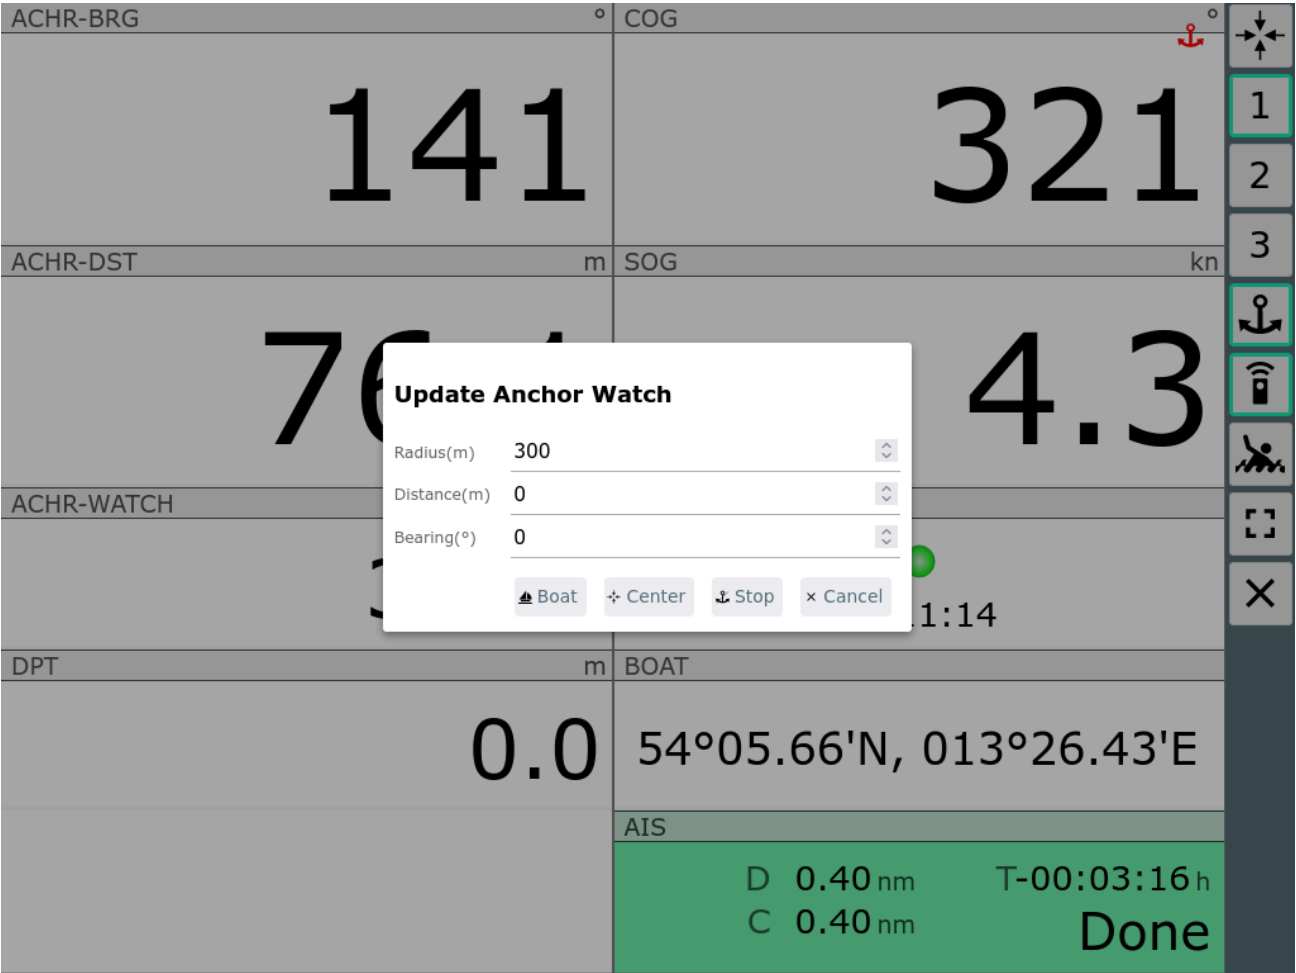 ACHR-BRG °
141
COG °
321
ACHR-DST m
SOG kn
4.3
ACHR-WATCH
Update Anchor Watch
Radius(m) 300
Distance(m) 0
Bearing(°) 0
Boat Center Stop Cancel
1:14
DPT m
0.0
BOAT
54°05.66'N, 013°26.43'E
AIS
D 0.40 nm T-00:03:16 h
C 0.40 nm Done
1
2
3